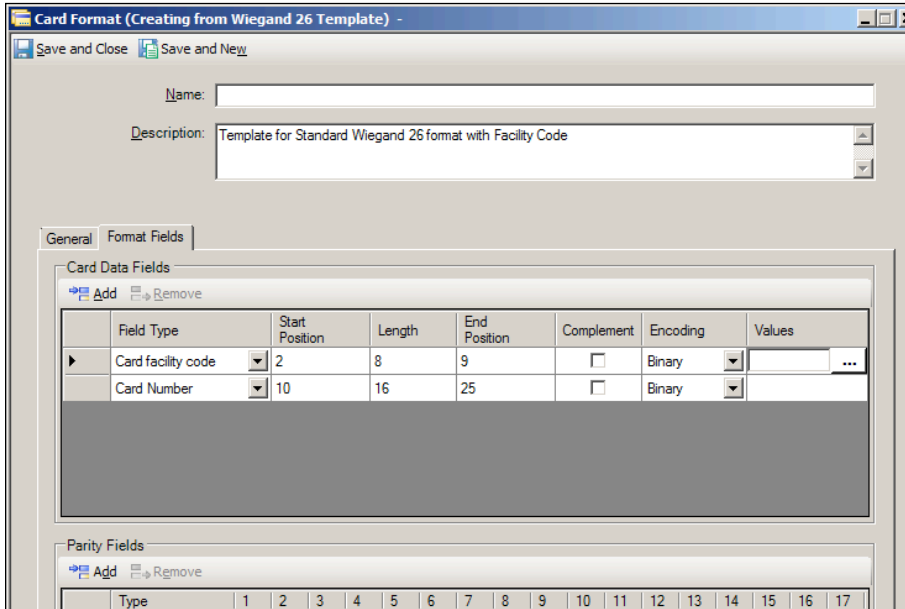 Card Format (Creating from Wiegand 26 Template) -
Save and Close Save and New
Name:
Description: Template for Standard Wiegand 26 format with Facility Code
General Format Fields
Card Data Fields
Add Remove
Field Type Start Position Length End Position Complement Encoding Values
Card facility code 2 8 9 Binary ...
Card Number 10 16 25 Binary
Parity Fields
Add Remove
Type 1 2 3 4 5 6 7 8 9 10 11 12 13 14 15 16 17